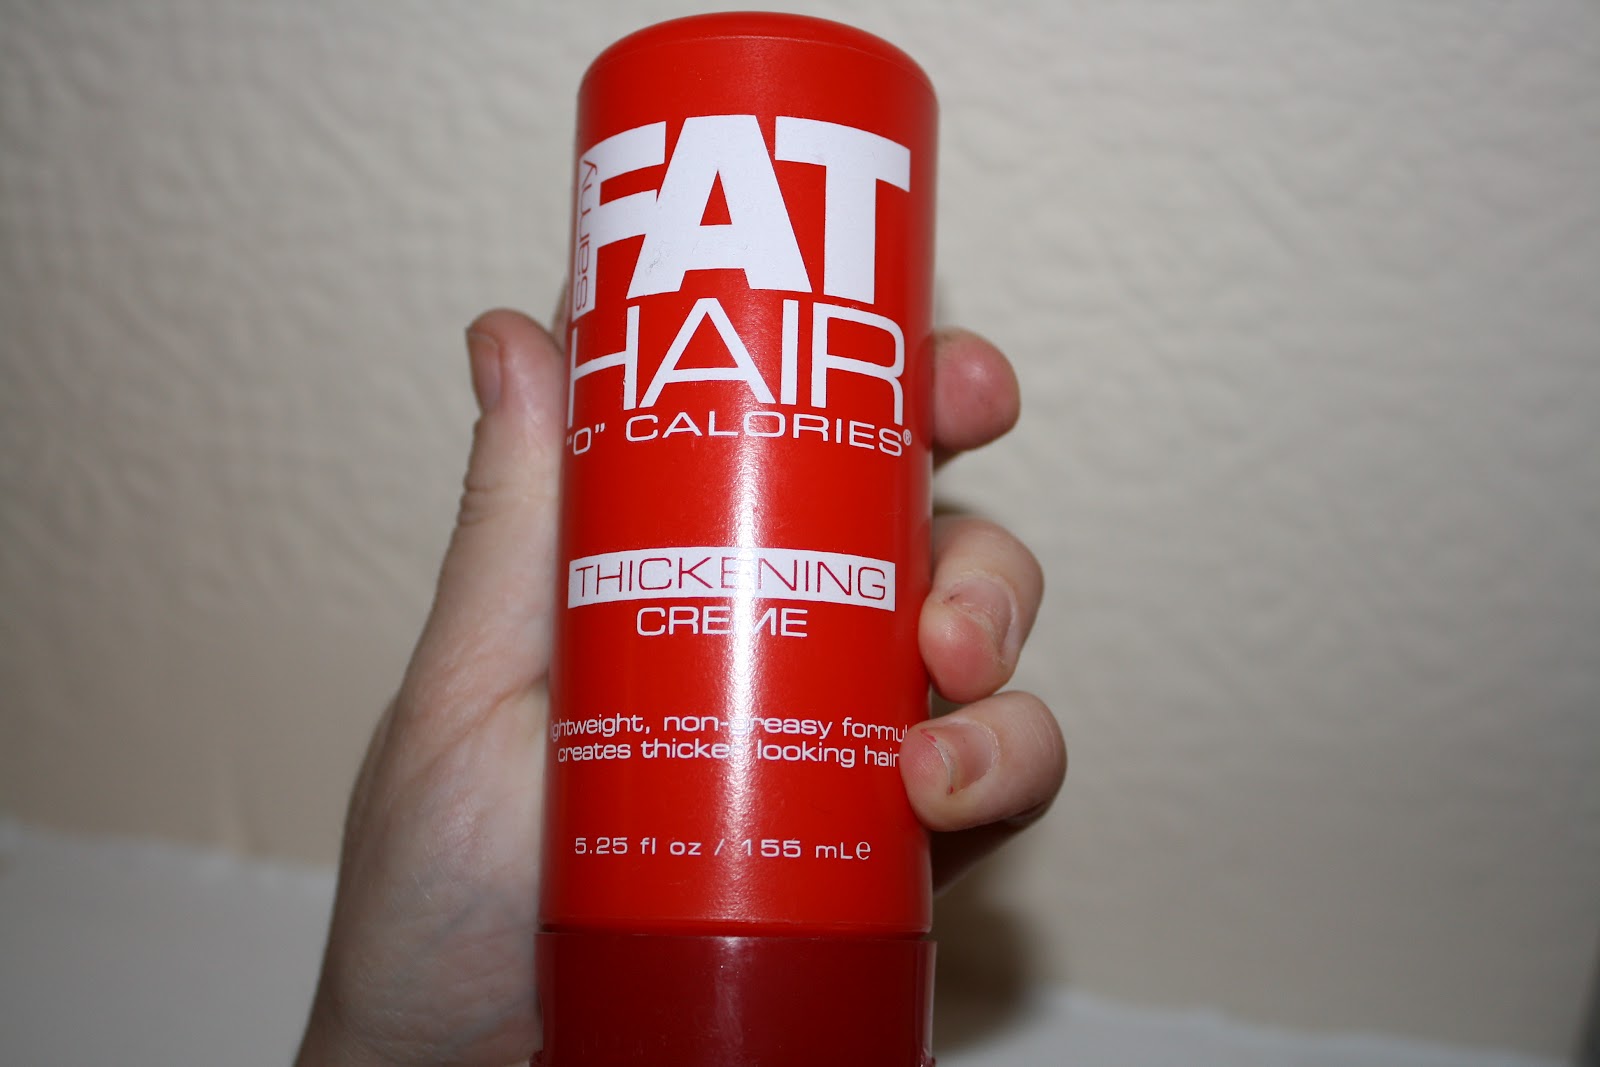 samy
FAT
HAIR
"0" CALORIES®
THICKENING
CREME
lightweight, non-greasy formula
creates thicker looking hair
5.25 fl oz / 155 mLe